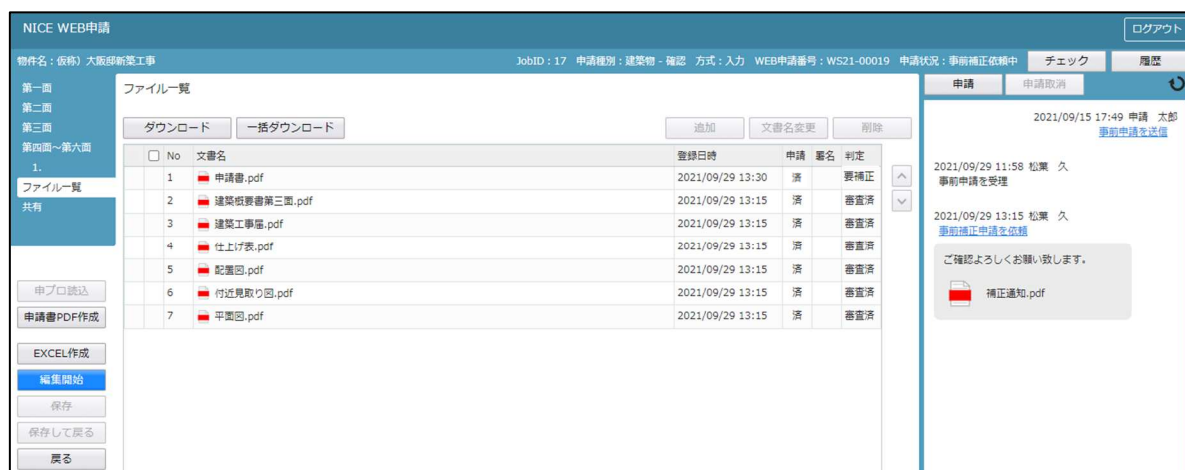 NICE WEB申請
ログアウト
物件名：仮称）大阪邸新築工事
JobID：17 申請種別：建築物 - 確認 方式：入力 WEB申請番号：WS21-00019 申請状況：事前補正依頼中
チェック
履歴
第一面
第二面
第三面
第四面～第六面
1.
ファイル一覧
共有
申プロ読込
申請書PDF作成
EXCEL作成
編集開始
保存
保存して戻る
戻る
ファイル一覧
ダウンロード 一括ダウンロード 追加 文書名変更 削除
No 文書名 登録日時 申請 署名 判定
1 申請書.pdf 2021/09/29 13:30 済 要補正
2 建築概要書第三面.pdf 2021/09/29 13:15 済 審査済
3 建築工事届.pdf 2021/09/29 13:15 済 審査済
4 仕上げ表.pdf 2021/09/29 13:15 済 審査済
5 配置図.pdf 2021/09/29 13:15 済 審査済
6 付近見取り図.pdf 2021/09/29 13:15 済 審査済
7 平面図.pdf 2021/09/29 13:15 済 審査済
申請 申請取消
2021/09/15 17:49 申請 太郎
事前申請を送信
2021/09/29 11:58 松葉 久
事前申請を受理
2021/09/29 13:15 松葉 久
事前補正申請を依頼
ご確認よろしくお願い致します。
補正通知.pdf